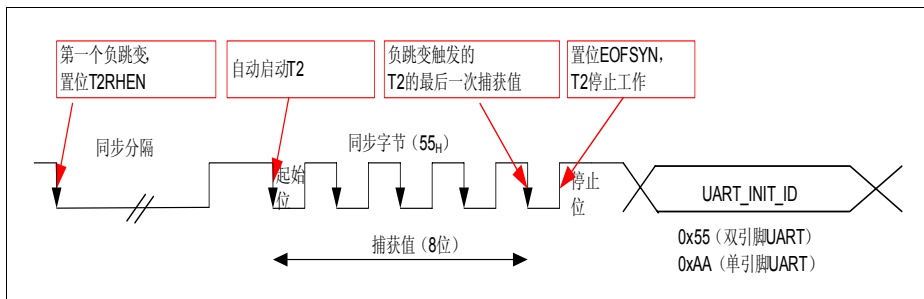 第一个负跳变,
置位T2RHEN
自动启动T2
负跳变触发的
T2的最后一次捕获值
置位EOFSYN,
T2停止工作
同步分隔
同步字节（55H）
起始
位
停止
位
UART_INIT_ID
捕获值（8位）
0x55（双引脚UART）
0xAA（单引脚UART）